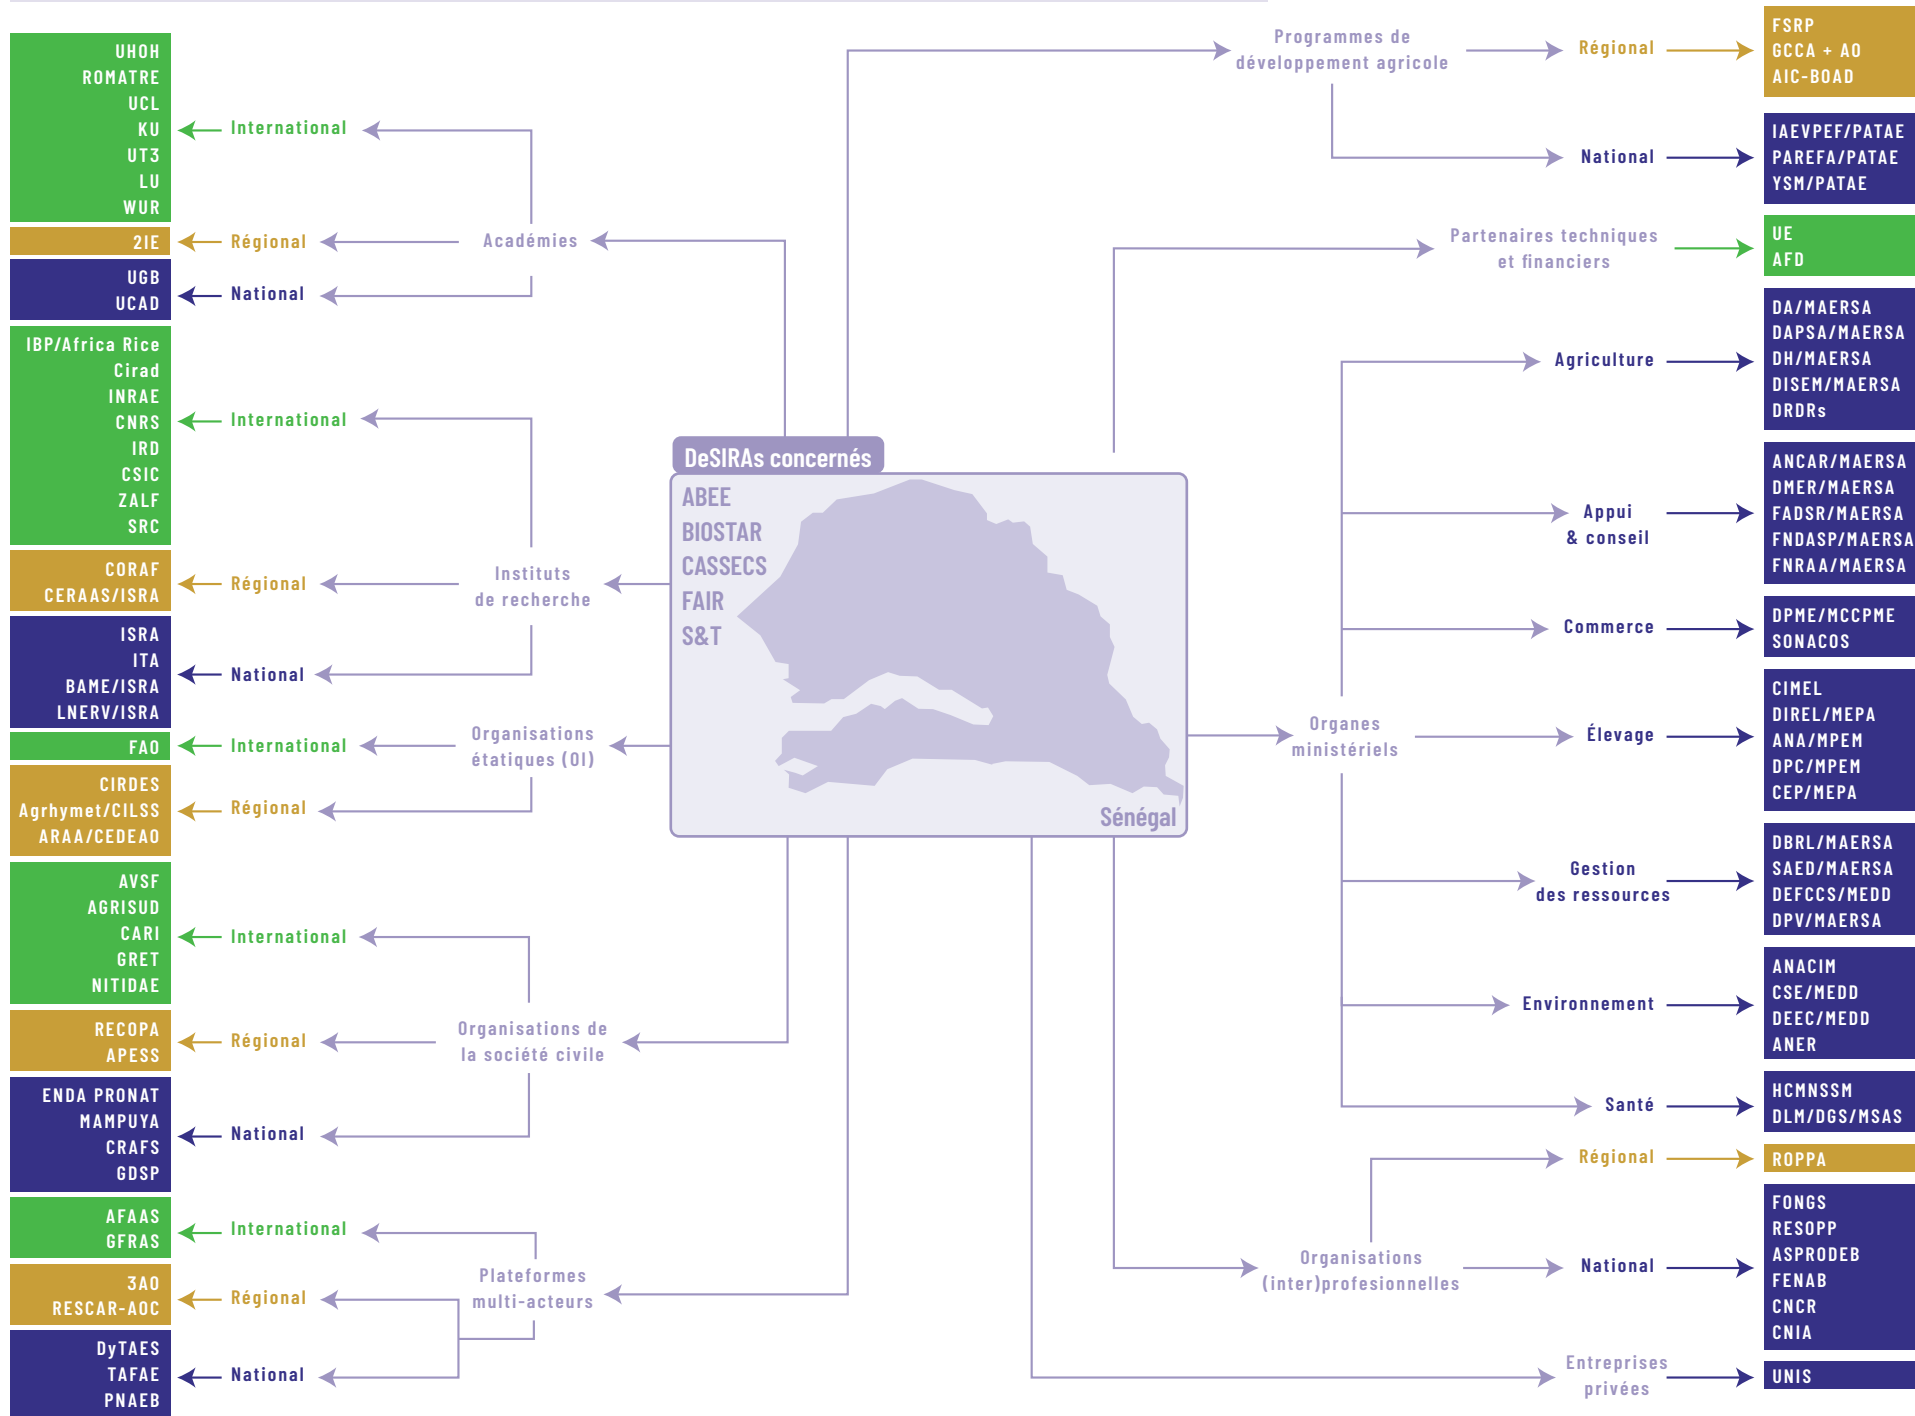 UHOH
ROMATRE
UCL
KU
UT3
LU
WUR
International
2IE
Régional
Académies
UGB
UCAD
National
IBP/Africa Rice
Cirad
INRAE
CNRS
IRD
CSIC
ZALF
SRC
International
CORAF
CERAAS/ISRA
Régional
Instituts
de recherche
ISRA
ITA
BAME/ISRA
LNERV/ISRA
National
FAO
International
Organisations
étatiques (OI)
CIRDES
Agrhymet/CILSS
ARAA/CEDEAO
Régional
AVSF
AGRISUD
CARI
GRET
NITIDAE
International
RECOPA
APESS
Régional
Organisations de
la société civile
ENDA PRONAT
MAMPUYA
CRAFS
GDSP
National
AFAAS
GFRAS
International
3AO
RESCAR-AOC
Régional
Plateformes
multi-acteurs
DyTAES
TAFAE
PNAEB
National
DeSIRAs concernés
ABEE
BIOSTAR
CASSECS
FAIR
S&T
Sénégal
Programmes de
développement agricole
Régional
FSRP
GCCA + AO
AIC-BOAD
National
IAEVPEF/PATAE
PAREFA/PATAE
YSM/PATAE
Partenaires techniques
et financiers
UE
AFD
Organes
ministériels
Agriculture
DA/MAERSA
DAPSA/MAERSA
DH/MAERSA
DISEM/MAERSA
DRDRs
Appui
& conseil
ANCAR/MAERSA
DMER/MAERSA
FADSR/MAERSA
FNDASP/MAERSA
FNRAA/MAERSA
Commerce
DPME/MCCPME
SONACOS
Élevage
CIMEL
DIREL/MEPA
ANA/MPEM
DPC/MPEM
CEP/MEPA
Gestion
des ressources
DBRL/MAERSA
SAED/MAERSA
DEFCCS/MEDD
DPV/MAERSA
Environnement
ANACIM
CSE/MEDD
DEEC/MEDD
ANER
Santé
HCMNSSM
DLM/DGS/MSAS
Organisations
(inter)profesionnelles
Régional
ROPPA
National
FONGS
RESOPP
ASPRODEB
FENAB
CNCR
CNIA
Entreprises
privées
UNIS